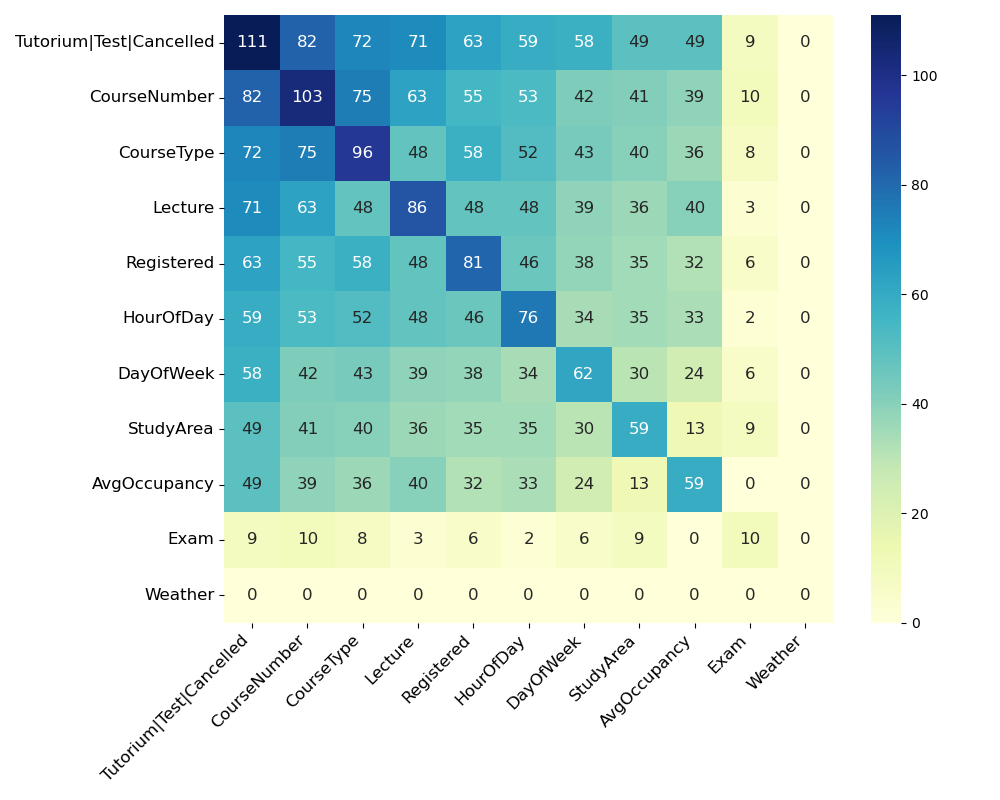 Tutorium|Test|Cancelled 111 82 72 71 63 59 58 49 49 9 0
CourseNumber 82 103 75 63 55 53 42 41 39 10 0
CourseType 72 75 96 48 58 52 43 40 36 8 0
Lecture 71 63 48 86 48 48 39 36 40 3 0
Registered 63 55 58 48 81 46 38 35 32 6 0
HourOfDay 59 53 52 48 46 76 34 35 33 2 0
DayOfWeek 58 42 43 39 38 34 62 30 24 6 0
StudyArea 49 41 40 36 35 35 30 59 13 9 0
AvgOccupancy 49 39 36 40 32 33 24 13 59 0 0
Exam 9 10 8 3 6 2 6 9 0 10 0
Weather 0 0 0 0 0 0 0 0 0 0 0
Tutorium|Test|Cancelled
CourseNumber
CourseType
Lecture
Registered
HourOfDay
DayOfWeek
StudyArea
AvgOccupancy
Exam
Weather
100
80
60
40
20
0